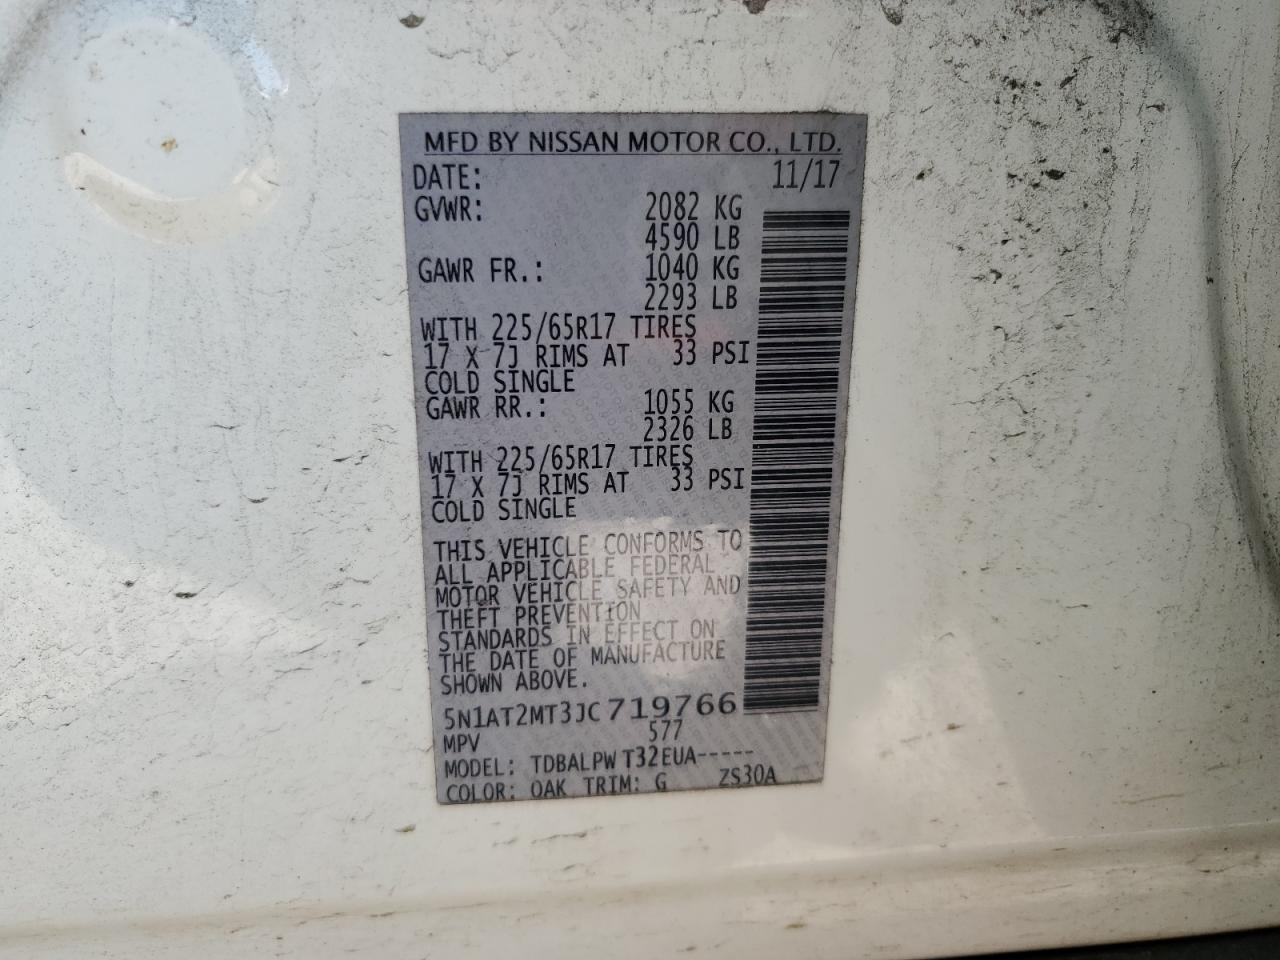 MFD BY NISSAN MOTOR CO., LTD.
DATE: 11/17
GVWR: 2082 KG
4590 LB
GAWR FR.: 1040 KG
2293 LB
WITH 225/65R17 TIRES
17 X 7J RIMS AT 33 PSI
COLD SINGLE
GAWR RR.: 1055 KG
2326 LB
WITH 225/65R17 TIRES
17 X 7J RIMS AT 33 PSI
COLD SINGLE
THIS VEHICLE CONFORMS TO
ALL APPLICABLE FEDERAL
MOTOR VEHICLE SAFETY AND
THEFT PREVENTION
STANDARDS IN EFFECT ON
THE DATE OF MANUFACTURE
SHOWN ABOVE.
5N1AT2MT3JC719766
MPV 577
MODEL: TDBALPW T32EUA-----
COLOR: QAK TRIM: G ZS30A